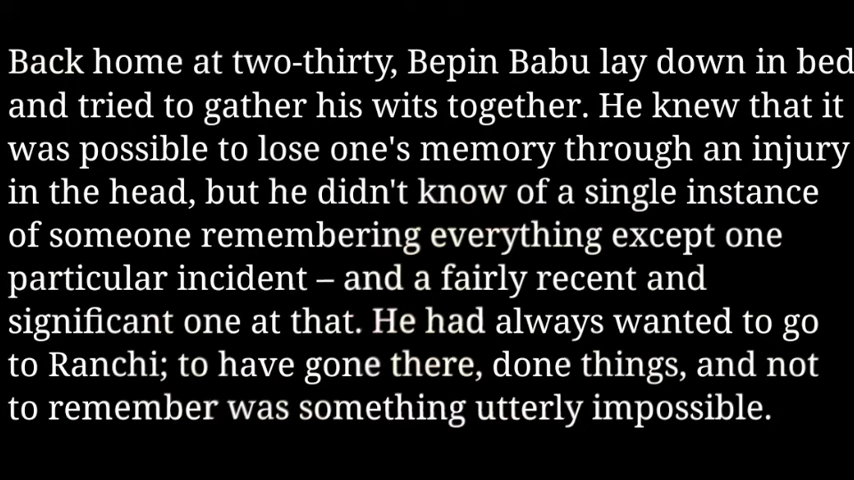 Back home at two-thirty, Bepin Babu lay down in bed
and tried to gather his wits together. He knew that it
was possible to lose one's memory through an injury
in the head, but he didn't know of a single instance
of someone remembering everything except one
particular incident – and a fairly recent and
significant one at that. He had always wanted to go
to Ranchi; to have gone there, done things, and not
to remember was something utterly impossible.